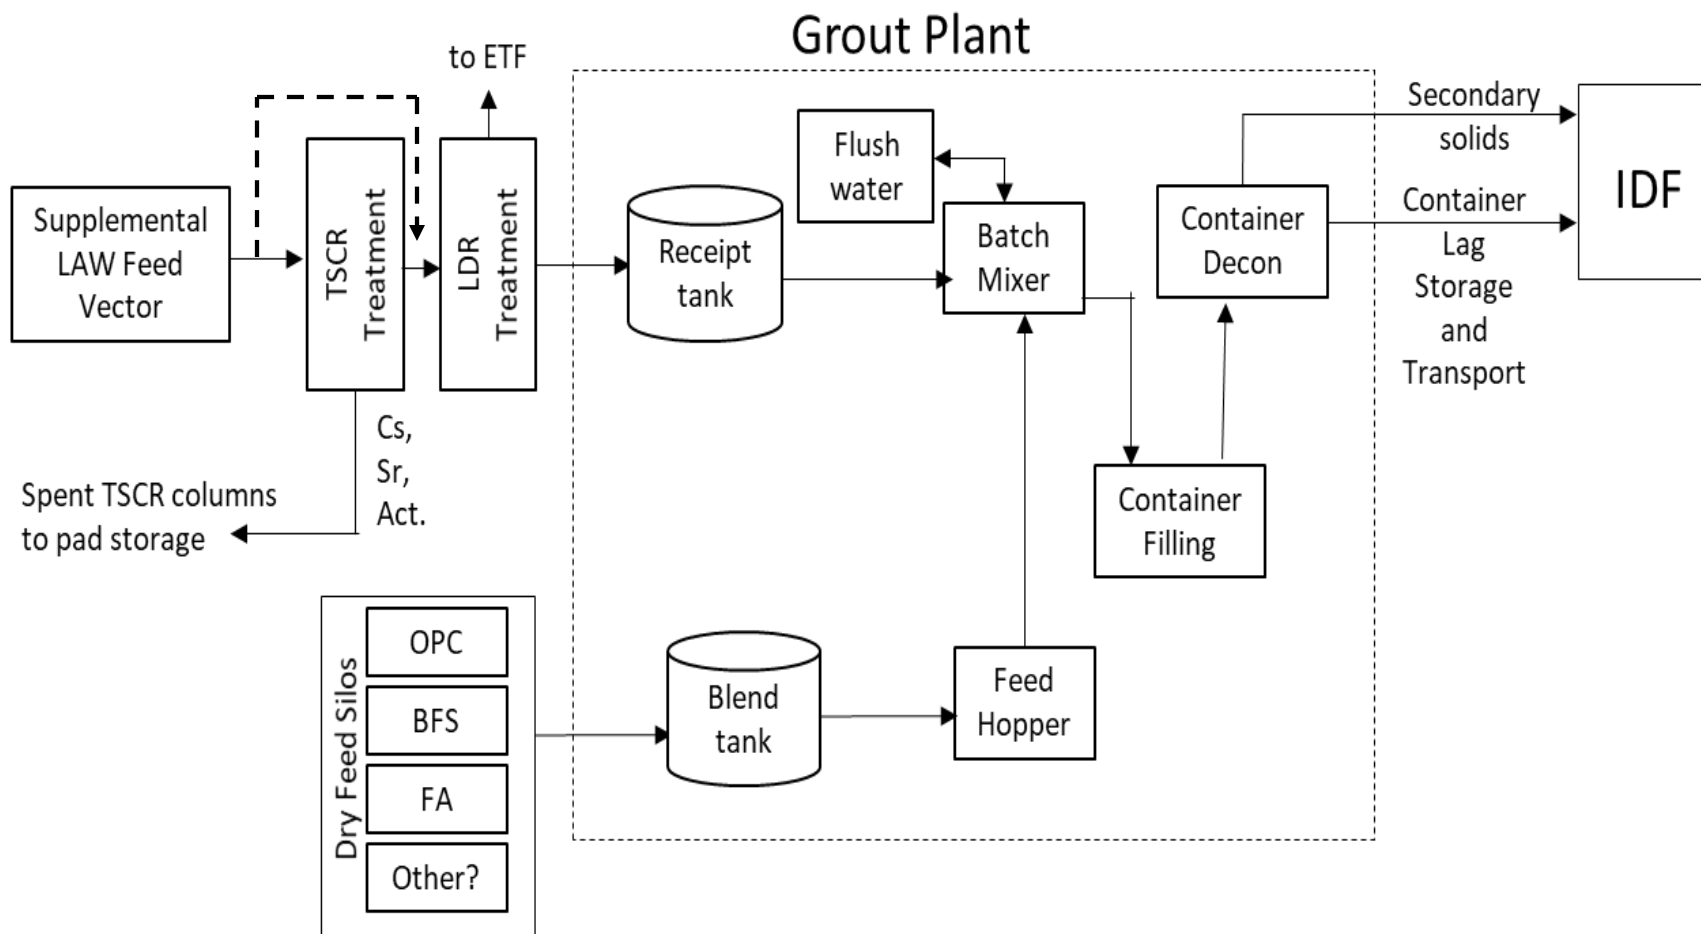 Grout Plant
to ETF
Supplemental
LAW Feed
Vector
TSCR
Treatment
LDR
Treatment
Cs,
Sr,
Act.
Spent TSCR columns
to pad storage
Receipt
tank
Flush
water
Batch
Mixer
Container
Decon
Container
Filling
Secondary
solids
Container
Lag
Storage
and
Transport
IDF
Dry Feed Silos
OPC
BFS
FA
Other?
Blend
tank
Feed
Hopper